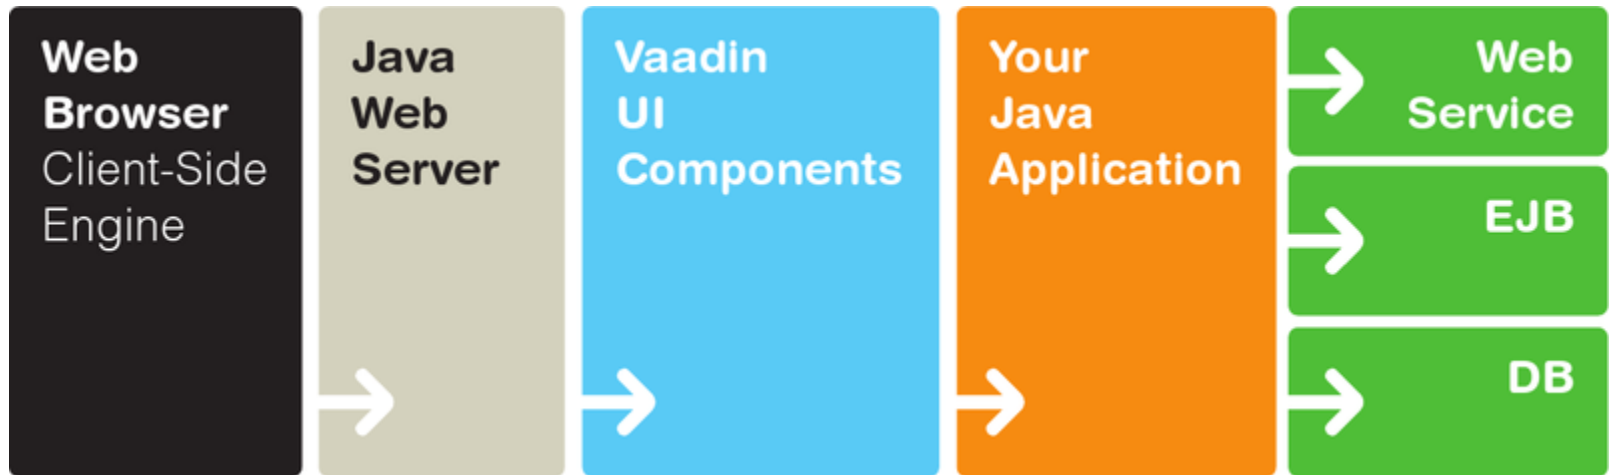 Web
Browser
Client-Side
Engine
Java
Web
Server
Vaadin
UI
Components
Your
Java
Application
Web
Service
EJB
DB